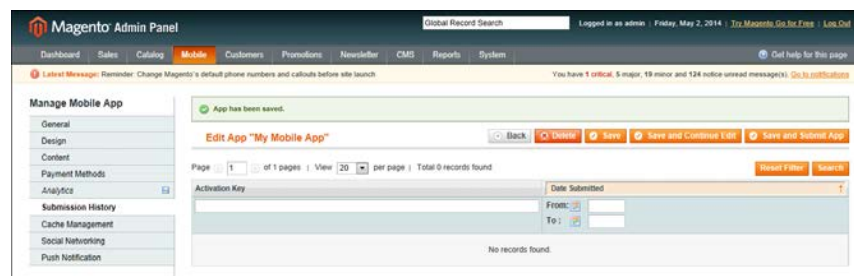 Magento Admin Panel
Global Record Search
Logged in as admin | Friday, May 2, 2014 | Try Magento Go for Free | Log Out
Dashboard Sales Catalog Mobile Customers Promotions Newsletter CMS Reports System
Get help for this page
Latest Message: Reminder: Change Magento's default phone numbers and callouts before site launch
You have 1 critical, 5 major, 19 minor and 124 notice unread message(s). Go to notifications
Manage Mobile App
General
Design
Content
Payment Methods
Analytics
Submission History
Cache Management
Social Networking
Push Notification
App has been saved.
Edit App "My Mobile App"
Back Delete Save Save and Continue Edit Save and Submit App
Page 1 of 1 pages | View 20 per page | Total 0 records found
Reset Filter Search
Activation Key
Date Submitted
From:
To :
No records found.